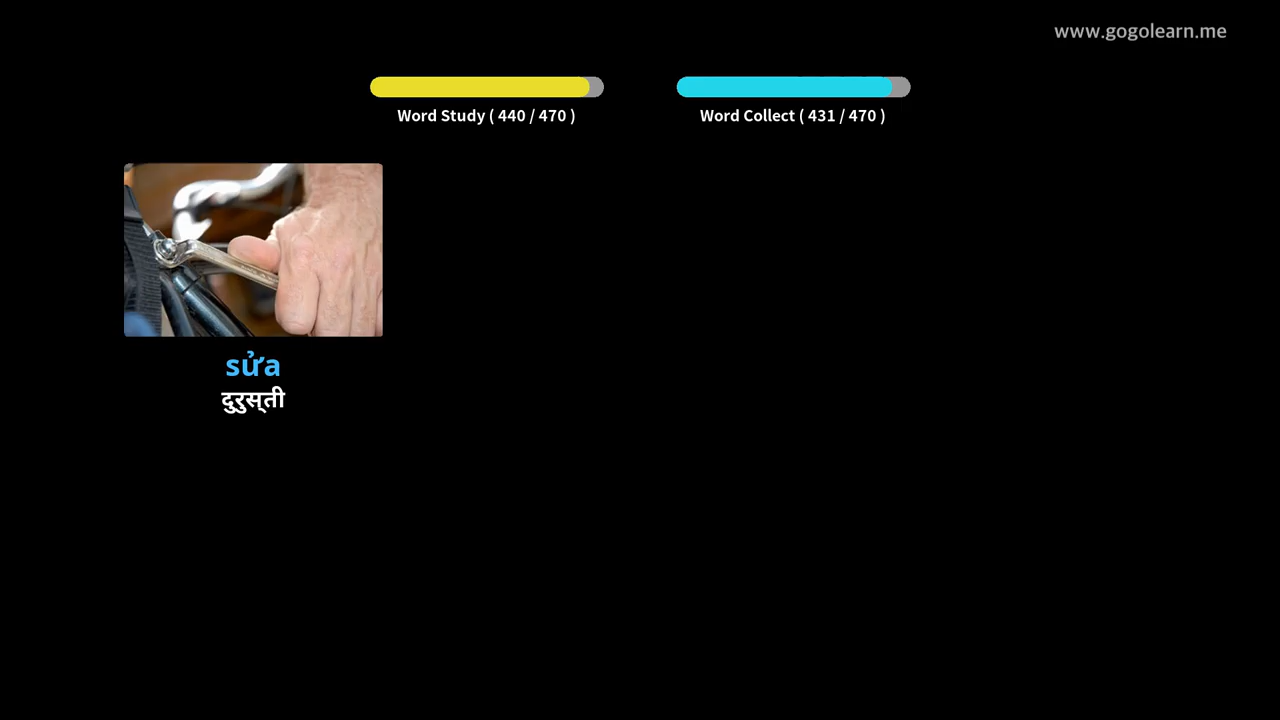 www.gogolearn.me
Word Study ( 440 / 470 )
Word Collect ( 431 / 470 )
sửa
दुरुस्ती